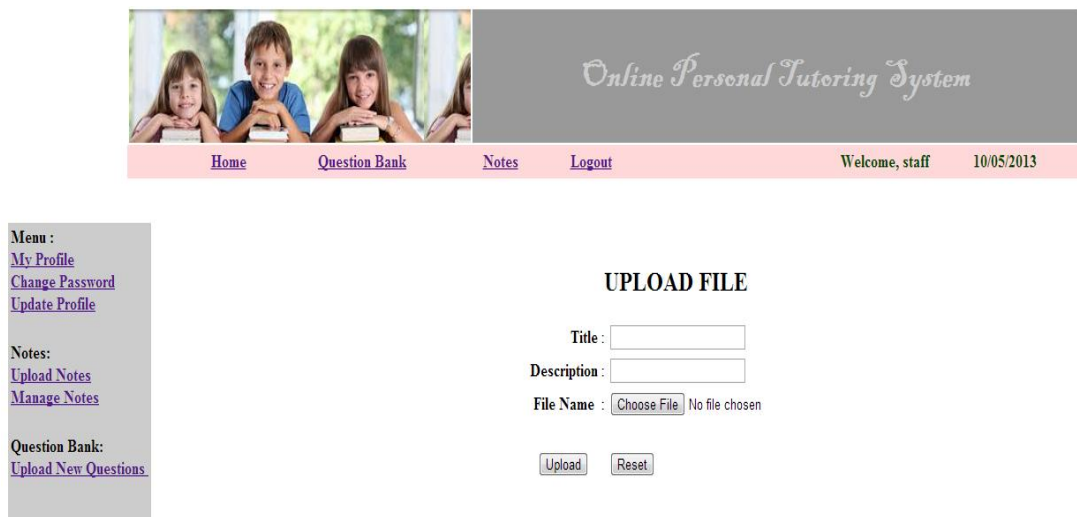 Online Personal Tutoring System
Home Question Bank Notes Logout Welcome, staff 10/05/2013
Menu :
My Profile
Change Password
Update Profile
Notes:
Upload Notes
Manage Notes
Question Bank:
Upload New Questions
UPLOAD FILE
Title :
Description :
File Name : Choose File No file chosen
Upload Reset